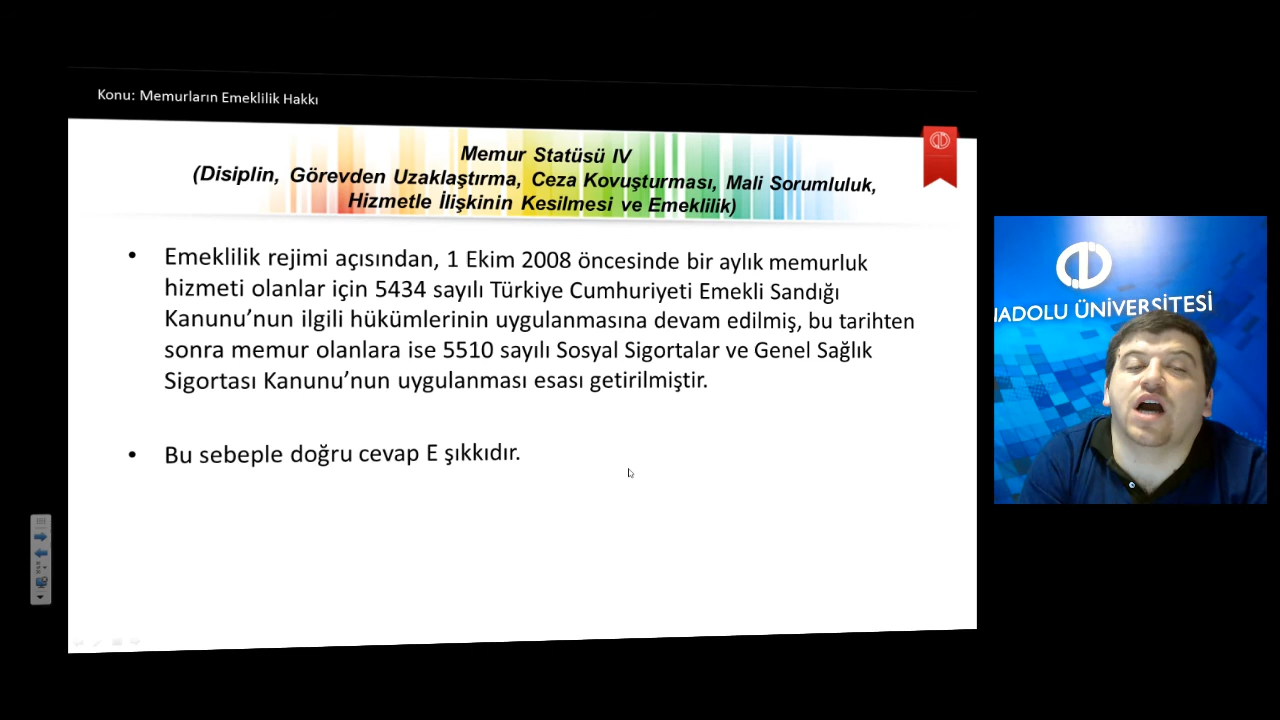 Konu: Memurların Emeklilik Hakkı
Memur Statüsü IV
(Disiplin, Görevden Uzaklaştırma, Ceza Kovuşturması, Mali Sorumluluk,
Hizmetle İlişkinin Kesilmesi ve Emeklilik)
• Emeklilik rejimi açısından, 1 Ekim 2008 öncesinde bir aylık memurluk
hizmeti olanlar için 5434 sayılı Türkiye Cumhuriyeti Emekli Sandığı
Kanunu’nun ilgili hükümlerinin uygulanmasına devam edilmiş, bu tarihten
sonra memur olanlara ise 5510 sayılı Sosyal Sigortalar ve Genel Sağlık
Sigortası Kanunu’nun uygulanması esası getirilmiştir.
• Bu sebeple doğru cevap E şıkkıdır.
NADOLU ÜNİVERSİTESİ